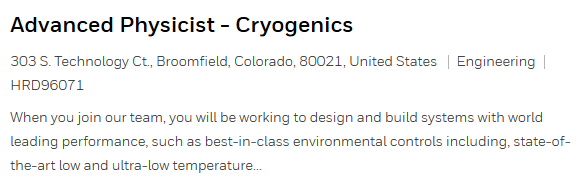 Advanced Physicist - Cryogenics
303 S. Technology Ct., Broomfield, Colorado, 80021, United States | Engineering |
HRD96071
When you join our team, you will be working to design and build systems with world
leading performance, such as best-in-class environmental controls including, state-of-
the-art low and ultra-low temperature...